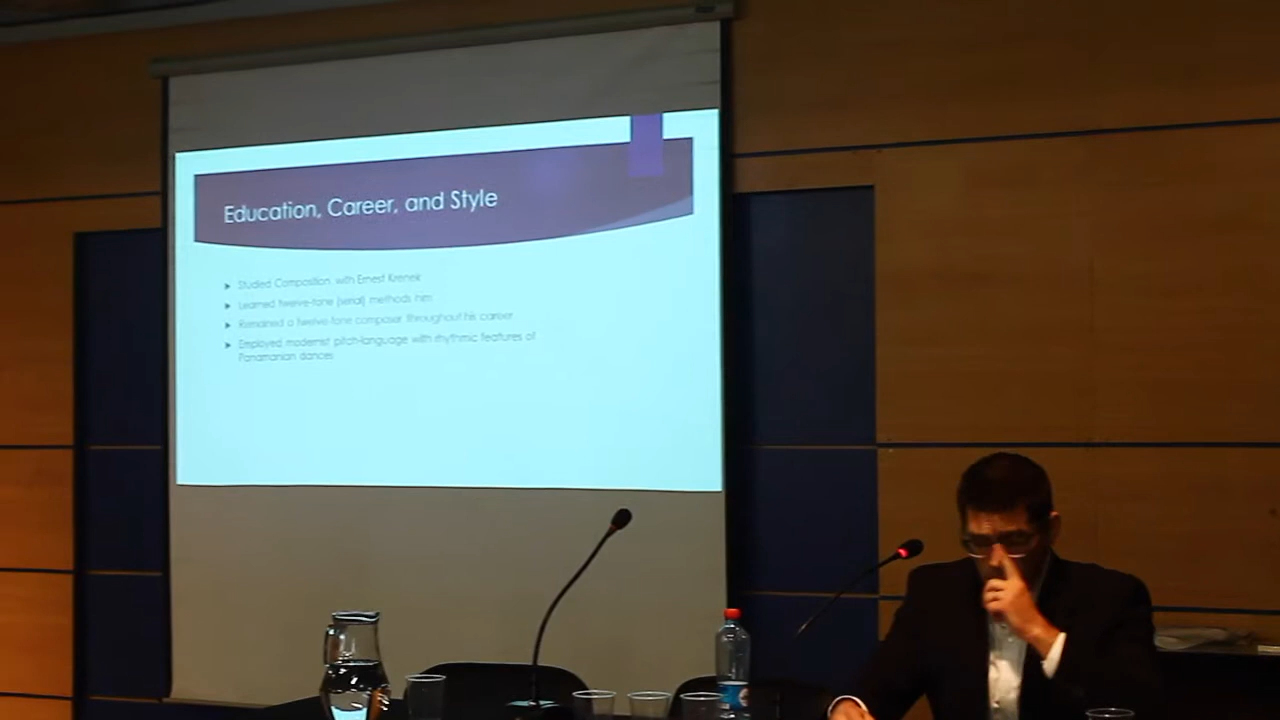 Education, Career, and Style
Studied Composition with Ernest Krenek
Learned twelve-tone (serial) methods him
Remained a twelve-tone composer throughout his career
Employed modernist pitch-language with rhythmic features of
Panamanian dances